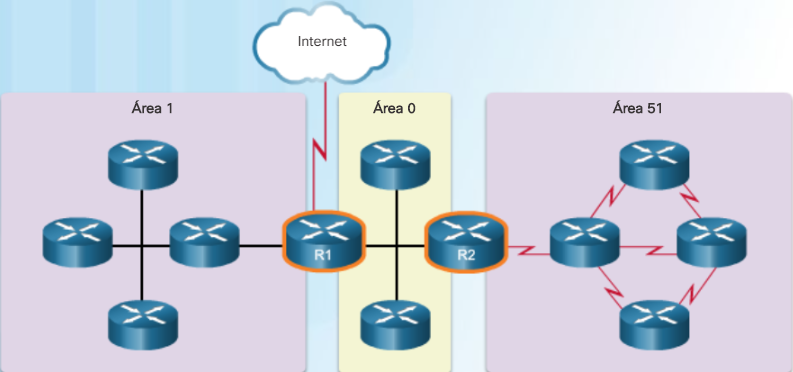 Internet
Área 1
Área 0
Área 51
R1
R2